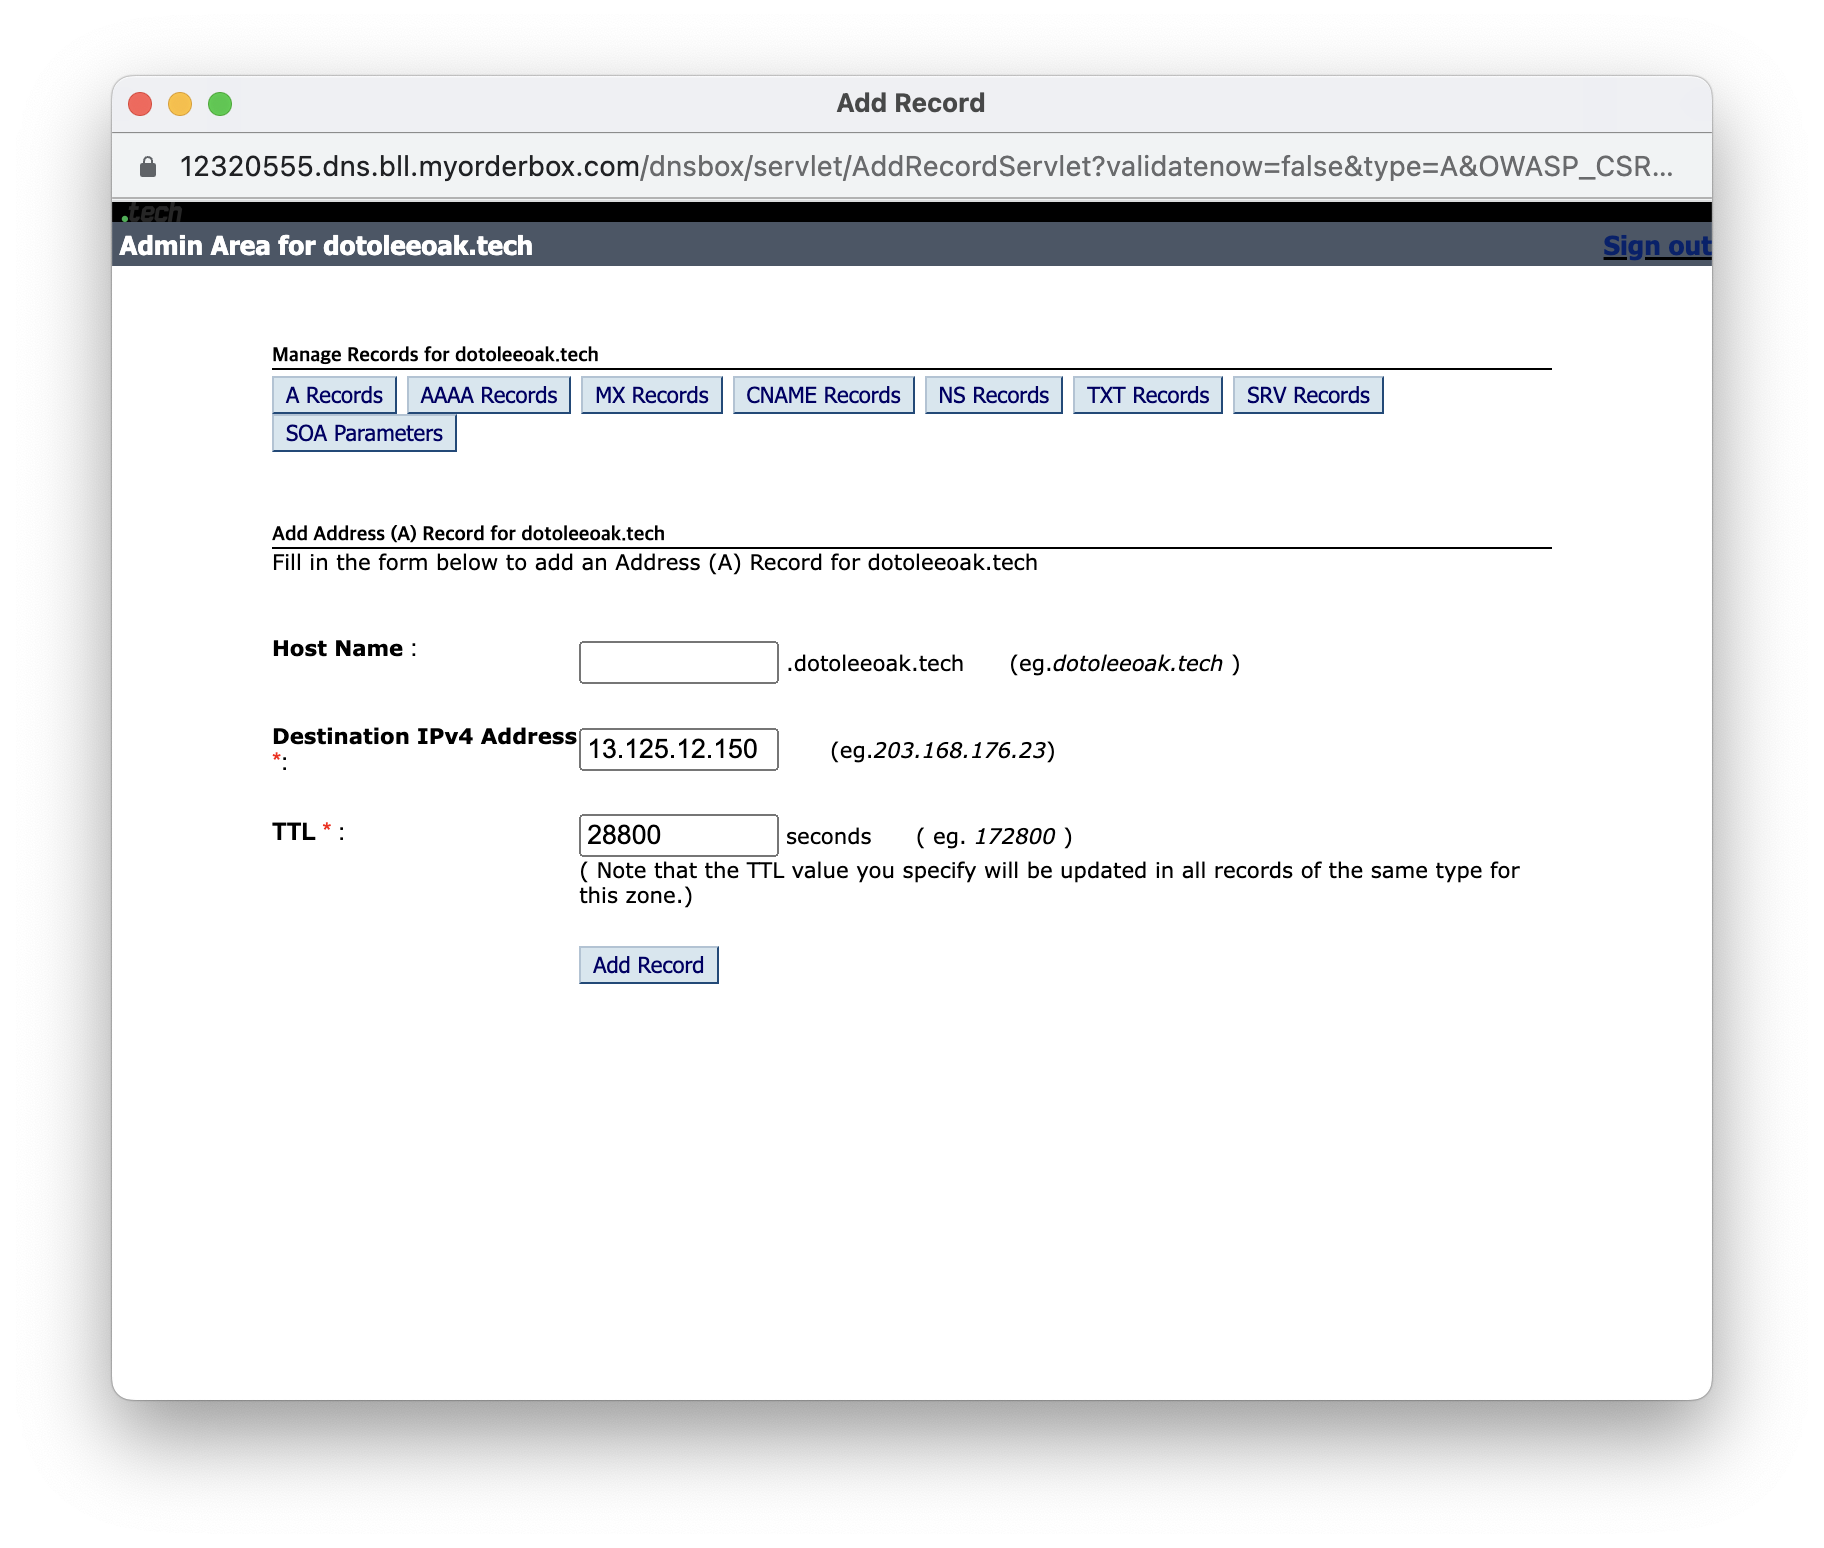 Add Record
12320555.dns.bll.myorderbox.com/dnsbox/servlet/AddRecordServlet?validatenow=false&type=A&OWASP_CSR...
.tech
Admin Area for dotoleeoak.tech Sign out
Manage Records for dotoleeoak.tech
A Records AAAA Records MX Records CNAME Records NS Records TXT Records SRV Records
SOA Parameters
Add Address (A) Record for dotoleeoak.tech
Fill in the form below to add an Address (A) Record for dotoleeoak.tech
Host Name : .dotoleeoak.tech (eg.dotoleeoak.tech )
Destination IPv4 Address 13.125.12.150 (eg.203.168.176.23)
*:
TTL * : 28800 seconds ( eg. 172800 )
( Note that the TTL value you specify will be updated in all records of the same type for
this zone.)
Add Record